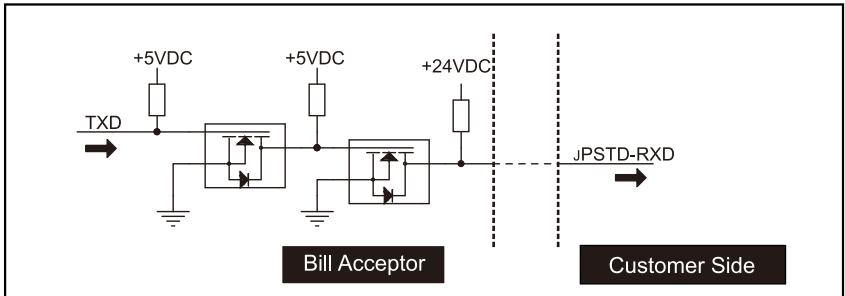 +5VDC
+5VDC
+24VDC
TXD
JPSTD-RXD
Bill Acceptor
Customer Side